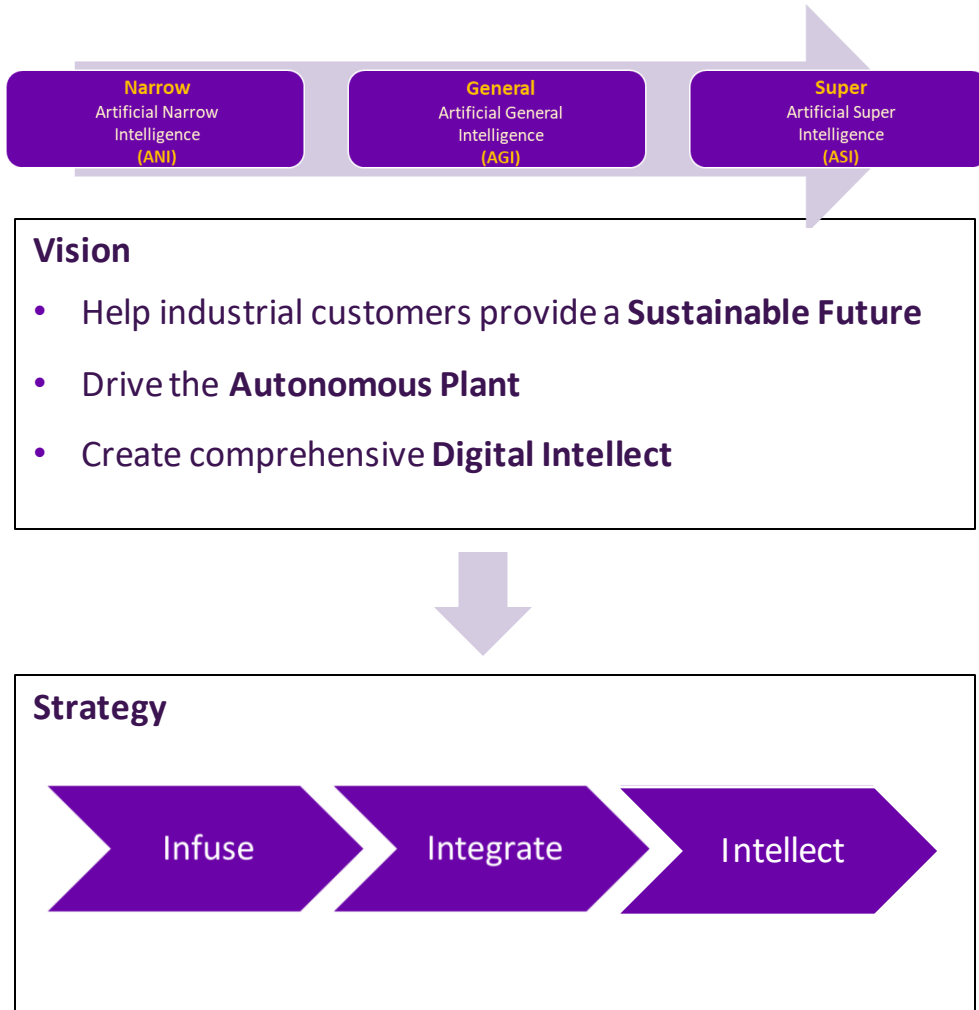 Narrow
Artificial Narrow
Intelligence
(ANI)
General
Artificial General
Intelligence
(AGI)
Super
Artificial Super
Intelligence
(ASI)
Vision
• Help industrial customers provide a Sustainable Future
• Drive the Autonomous Plant
• Create comprehensive Digital Intellect
Strategy
Infuse
Integrate
Intellect